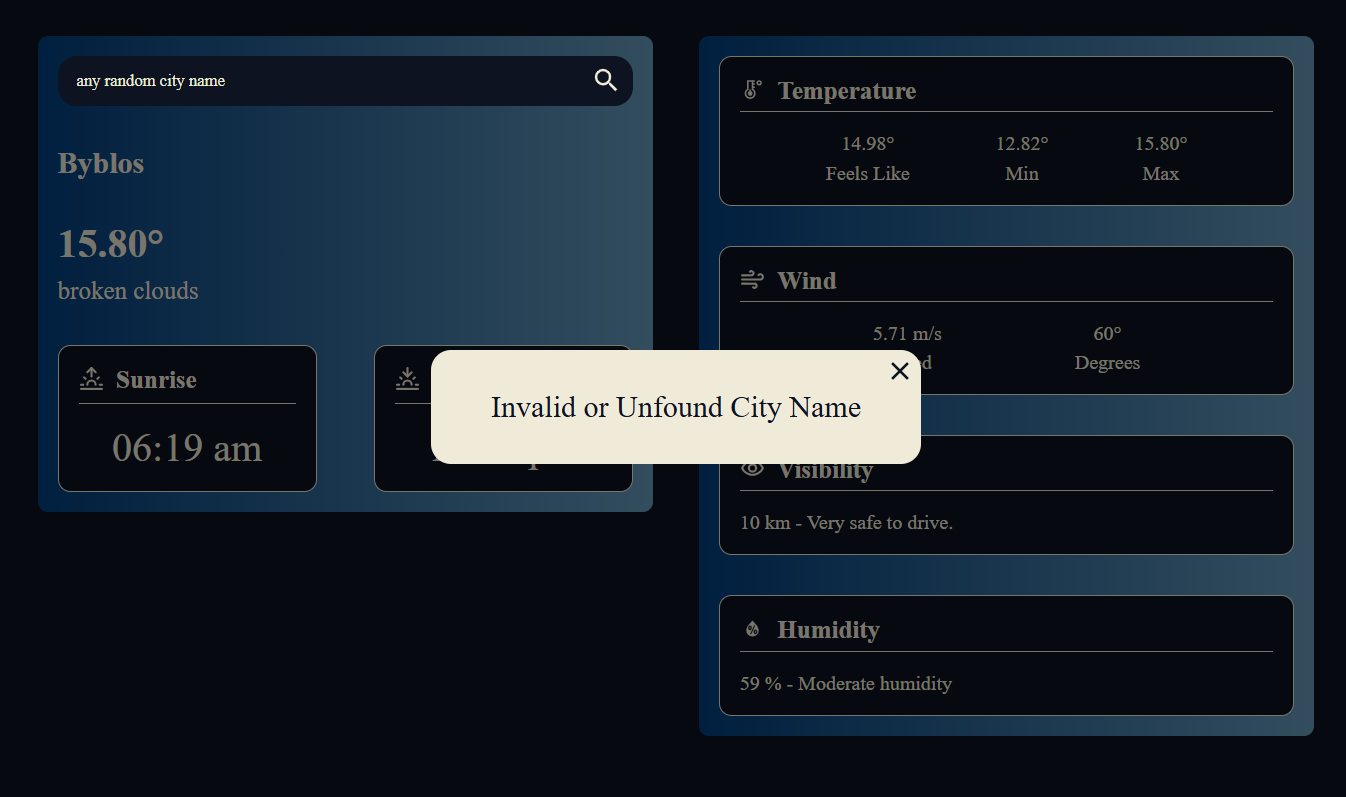 any random city name
Byblos
15.80°
broken clouds
Sunrise
06:19 am
Invalid or Unfound City Name
Temperature
14.98° 12.82° 15.80°
Feels Like Min Max
Wind
5.71 m/s 60°
Degrees
Visibility
10 km - Very safe to drive.
Humidity
59 % - Moderate humidity